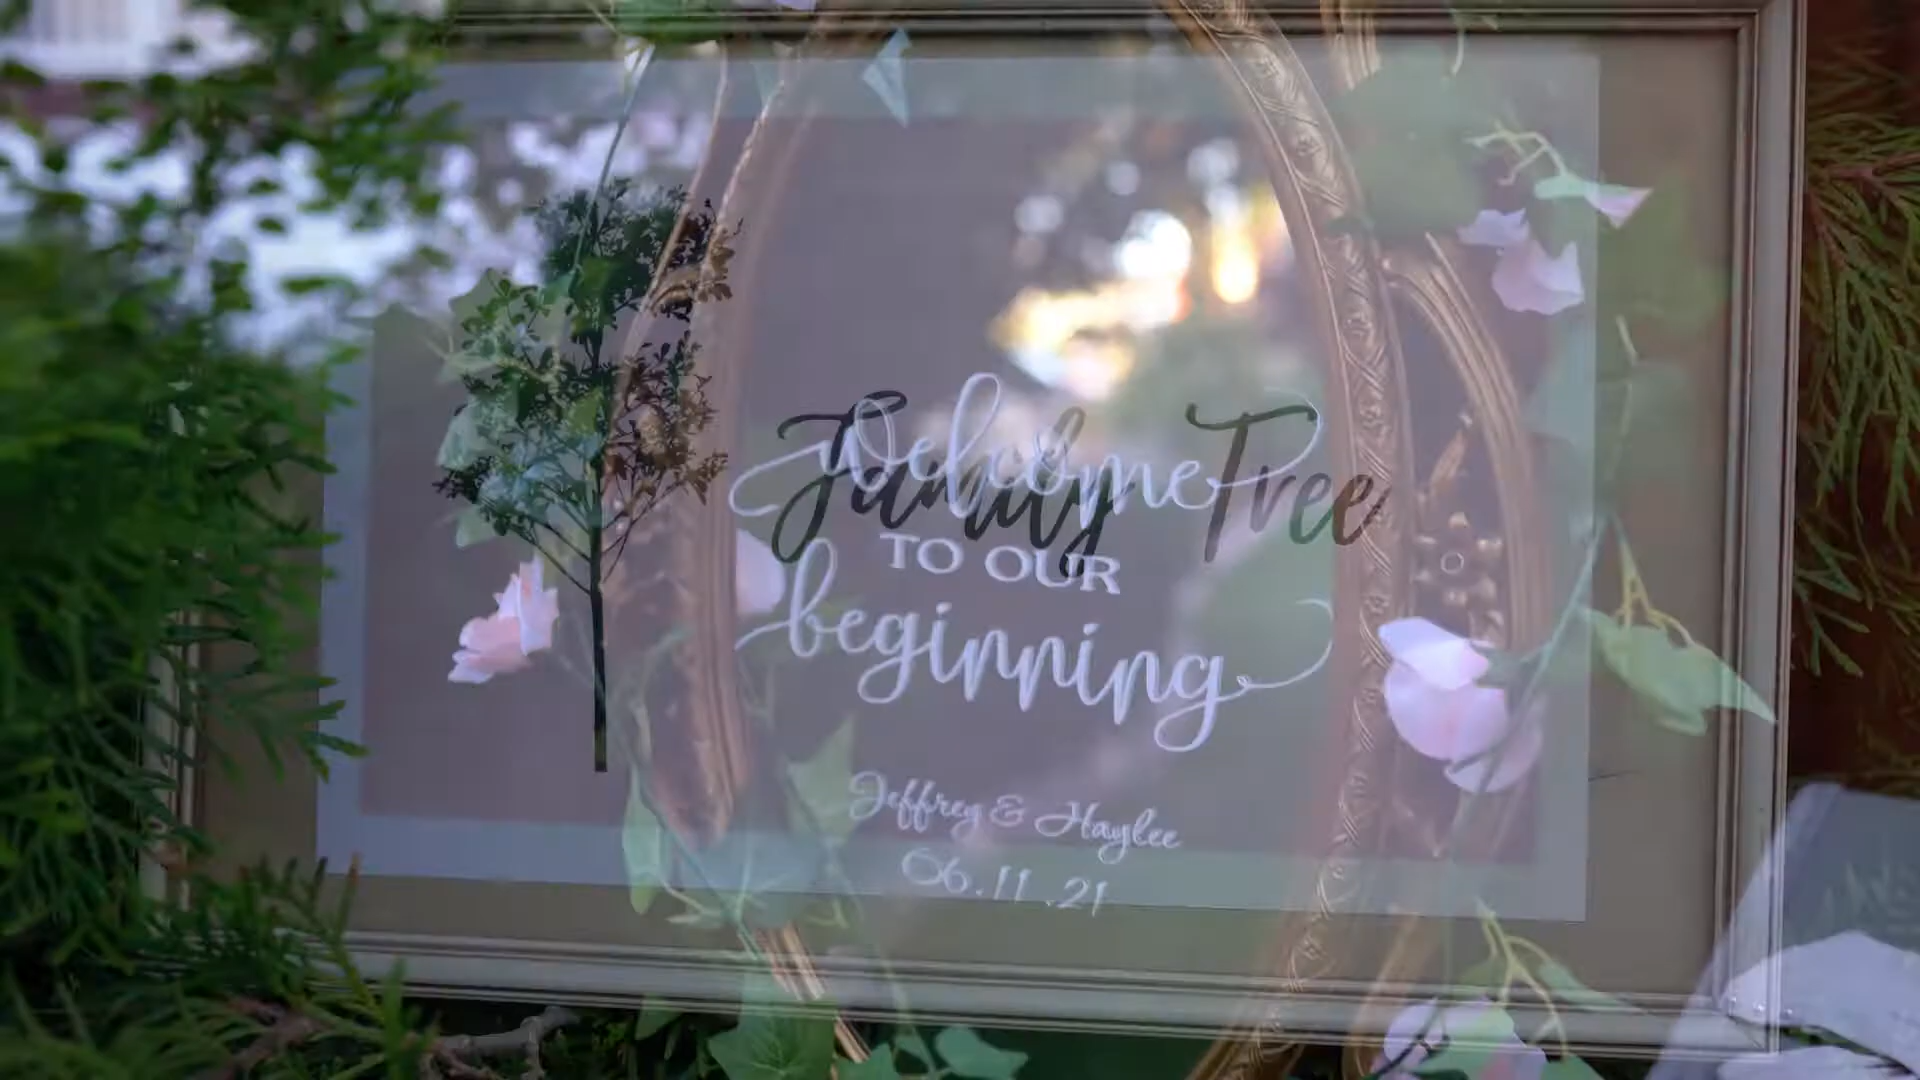 Family Tree
welcome
TO OUR
beginning
Jeffrey & Haylee
06.11.21